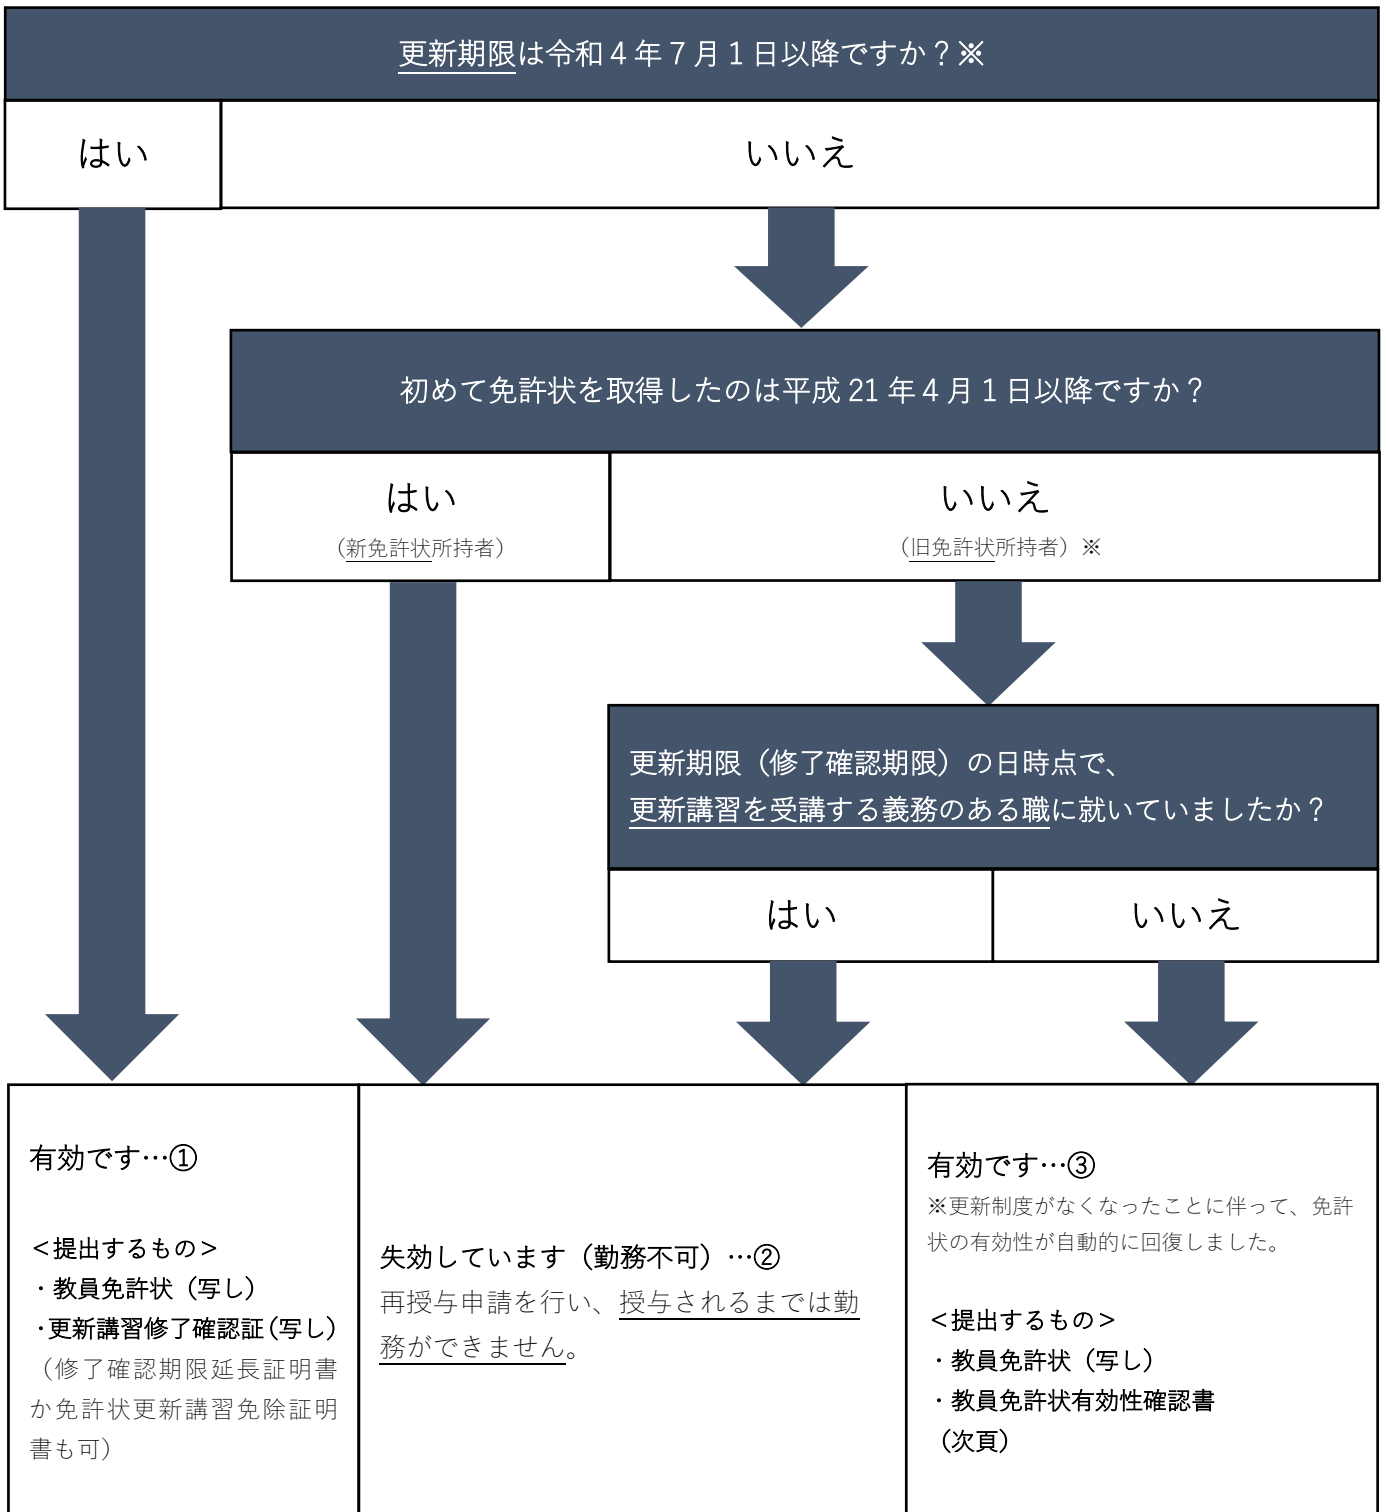 更新期限は令和４年７月１日以降ですか？※
はい
いいえ
初めて免許状を取得したのは平成 21 年４月１日以降ですか？
はい
（新免許状所持者）
いいえ
（旧免許状所持者）※
更新期限（修了確認期限）の日時点で、
更新講習を受講する義務のある職に就いていましたか？
はい
いいえ
有効です…①
＜提出するもの＞
・教員免許状（写し）
・更新講習修了確認証（写し）
（修了確認期限延長証明書
か免許状更新講習免除証明
書も可）
失効しています（勤務不可）…②
再授与申請を行い、授与されるまでは勤
務ができません。
有効です…③
※更新制度がなくなったことに伴って、免許
状の有効性が自動的に回復しました。
＜提出するもの＞
・教員免許状（写し）
・教員免許状有効性確認書
（次頁）